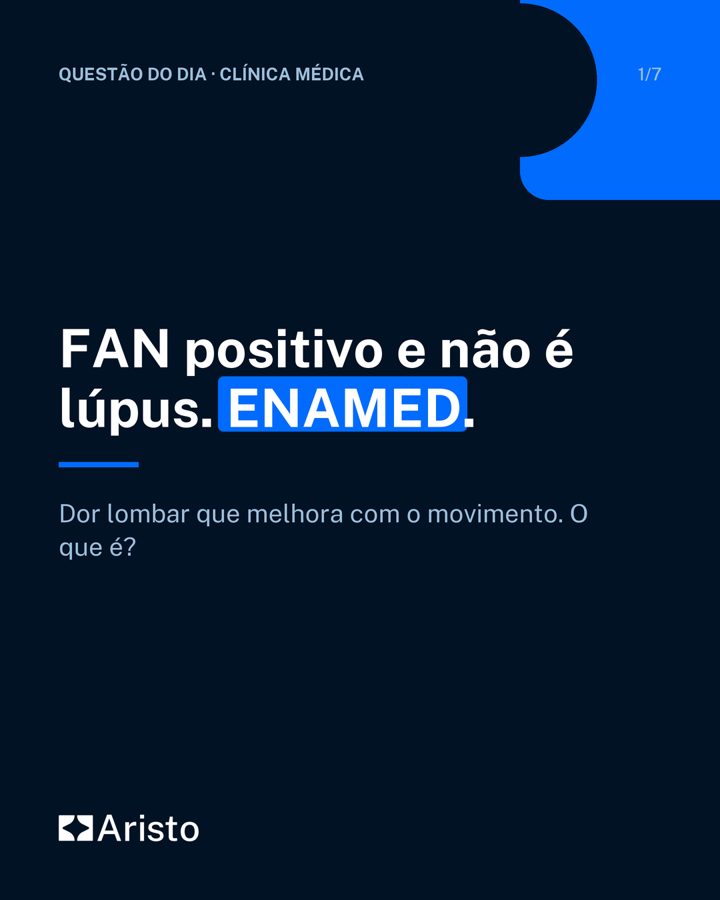 QUESTÃO DO DIA · CLÍNICA MÉDICA
1/7
FAN positivo e não é
lúpus. ENAMED.
Dor lombar que melhora com o movimento. O
que é?
Aristo